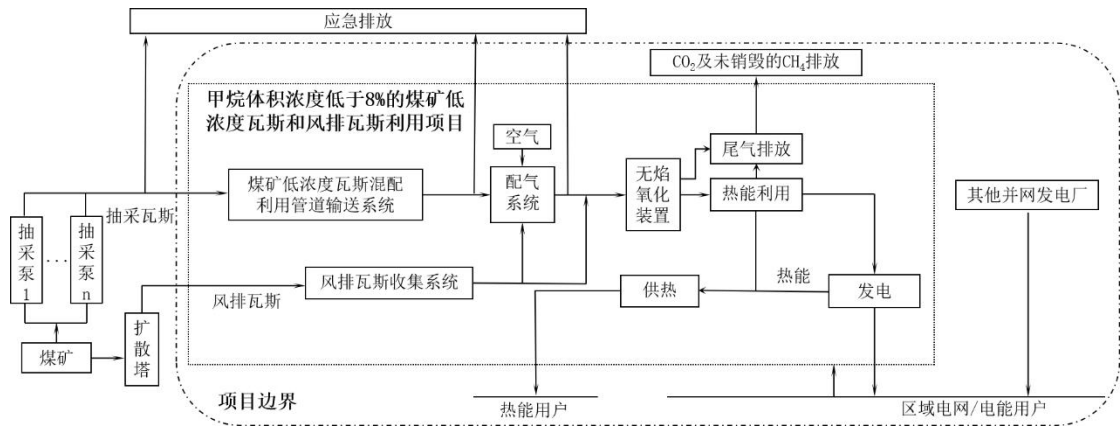 应急排放
CO₂及未销毁的CH₄排放
甲烷体积浓度低于8%的煤矿低
浓度瓦斯和风排瓦斯利用项目
空气
尾气排放
煤矿低浓度瓦斯混配
利用管道输送系统
配气
系统
无焰
氧化
装置
热能利用
其他并网发电厂
抽采瓦斯
抽
采
泵
1
...
抽
采
泵
n
风排瓦斯
风排瓦斯收集系统
供热
热能
发电
煤矿
扩
散
塔
项目边界
热能用户
区域电网/电能用户